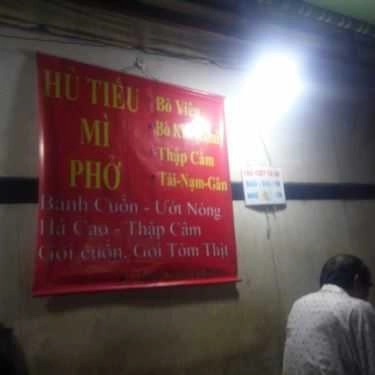 HỦ TIẾU
MÌ
PHỞ
Bò Viên
Bò
Thập Cẩm
Tái-Nạm-Gân
Bánh Cuốn - Ướt Nóng
Há Cảo - Thập Cẩm
Gỏi cuốn, Gỏi Tôm Thịt